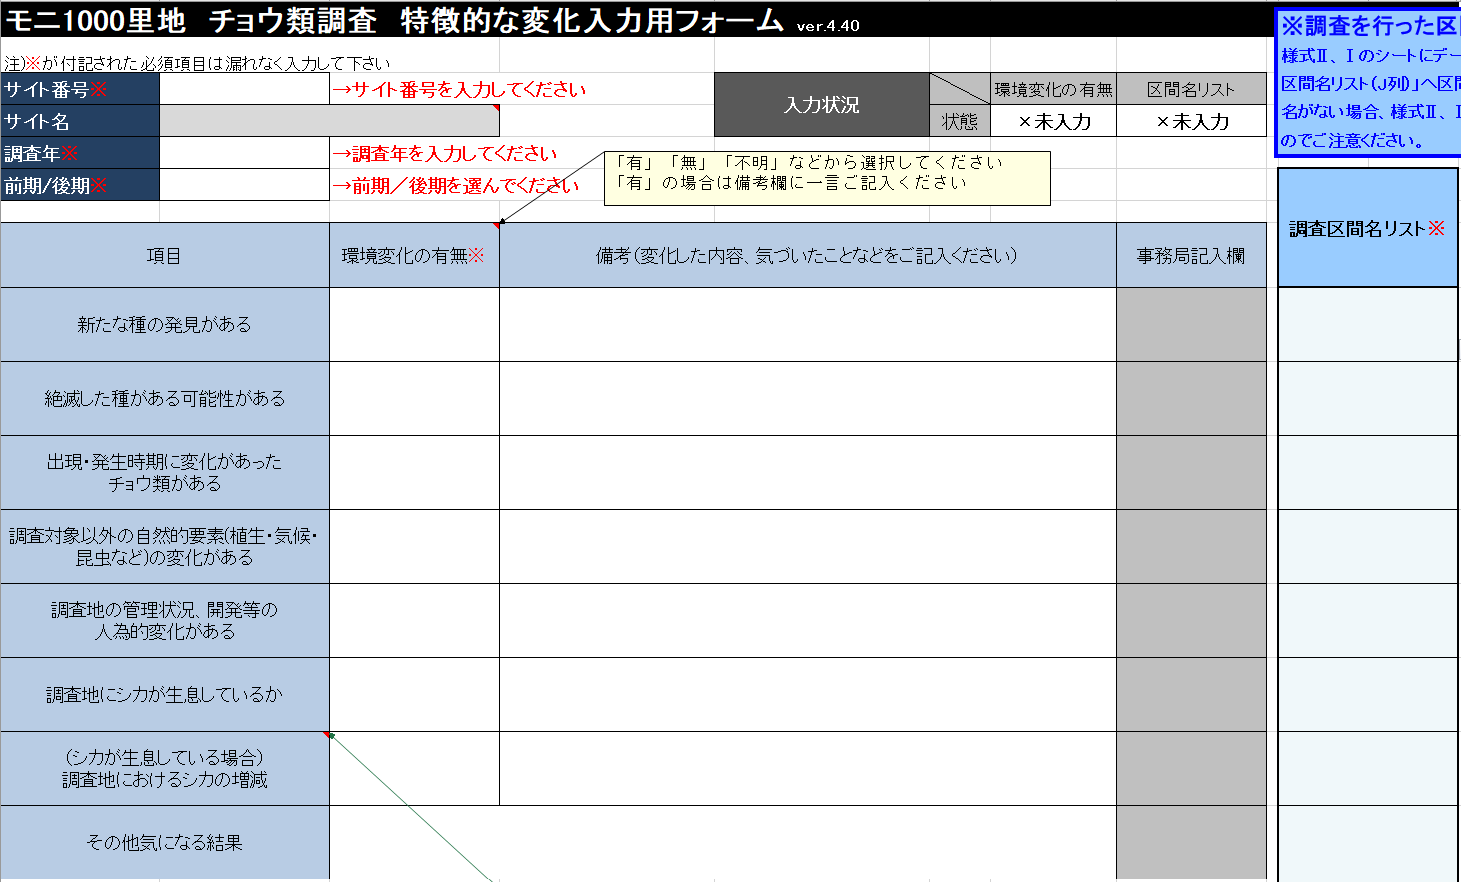 モニ1000里地　チョウ類調査　特徴的な変化入力用フォーム ver.4.40
注)※が付記された必須項目は漏れなく入力して下さい
サイト番号※ →サイト番号を入力してください
サイト名
調査年※ →調査年を入力してください
前期/後期※ →前期／後期を選んでください
入力状況 環境変化の有無 区間名リスト
状態 ×未入力 ×未入力
「有」「無」「不明」などから選択してください
「有」の場合は備考欄に一言ご記入ください
※調査を行った区
様式Ⅱ、Ⅰのシートにデー
区間名リスト(J列)」へ区間
名がない場合、様式Ⅱ、Ⅰ
のでご注意ください。
項目 環境変化の有無※ 備考(変化した内容、気づいたことなどをご記入ください) 事務局記入欄 調査区間名リスト※
新たな種の発見がある
絶滅した種がある可能性がある
出現・発生時期に変化があった
チョウ類がある
調査対象以外の自然的要素(植生・気候・
昆虫など)の変化がある
調査地の管理状況、開発等の
人為的変化がある
調査地にシカが生息しているか
(シカが生息している場合)
調査地におけるシカの増減
その他気になる結果